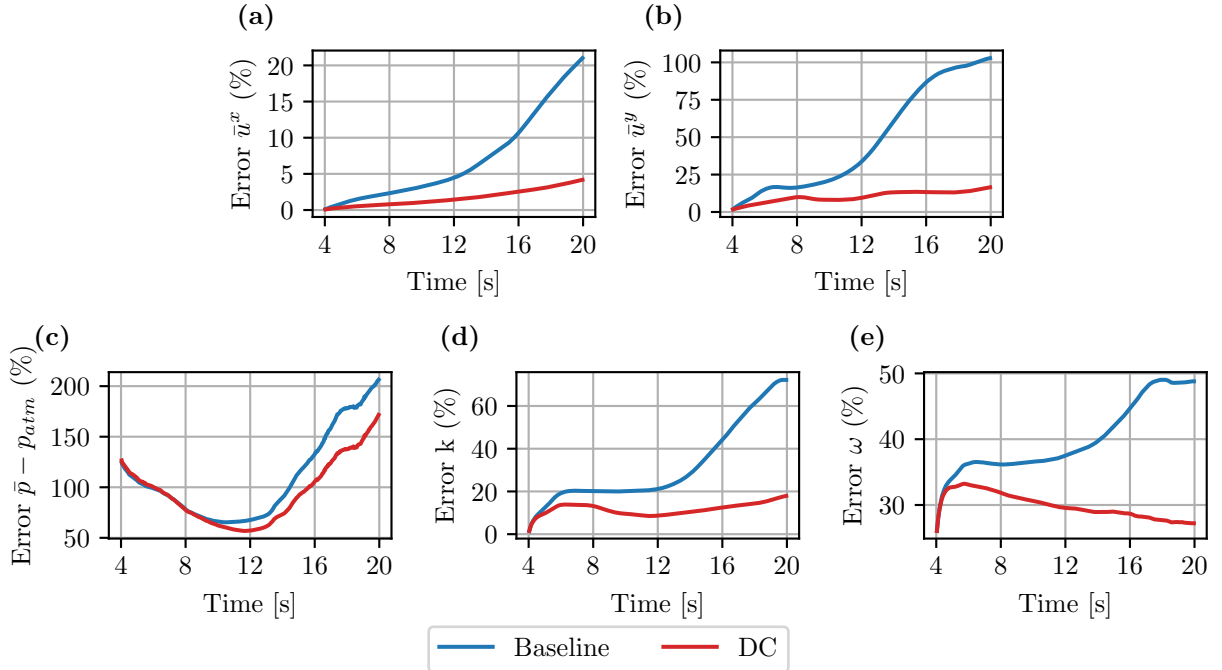 (a)
Error ū^x (%)
20
15
10
5
0
4 8 12 16 20
Time [s]
(b)
Error ū^y (%)
100
75
50
25
0
4 8 12 16 20
Time [s]
(c)
Error p̄ − p_atm (%)
200
150
100
50
4 8 12 16 20
Time [s]
(d)
Error k (%)
60
40
20
0
4 8 12 16 20
Time [s]
(e)
Error ω (%)
50
40
30
4 8 12 16 20
Time [s]
Baseline DC